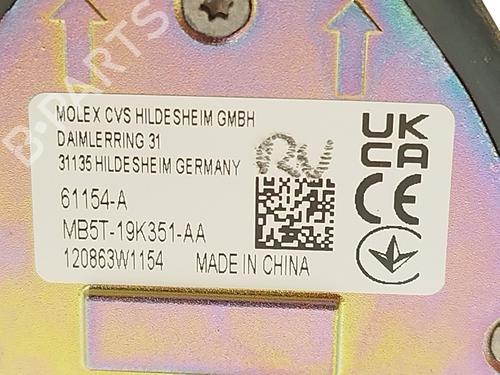 B-PARTS
MOLEX CVS HILDESHEIM GMBH
DAIMLERRING 31
31135 HILDESHEIM GERMANY
UK
CA
61154-A
CE
MB5T-19K351-AA
120863W1154 MADE IN CHINA